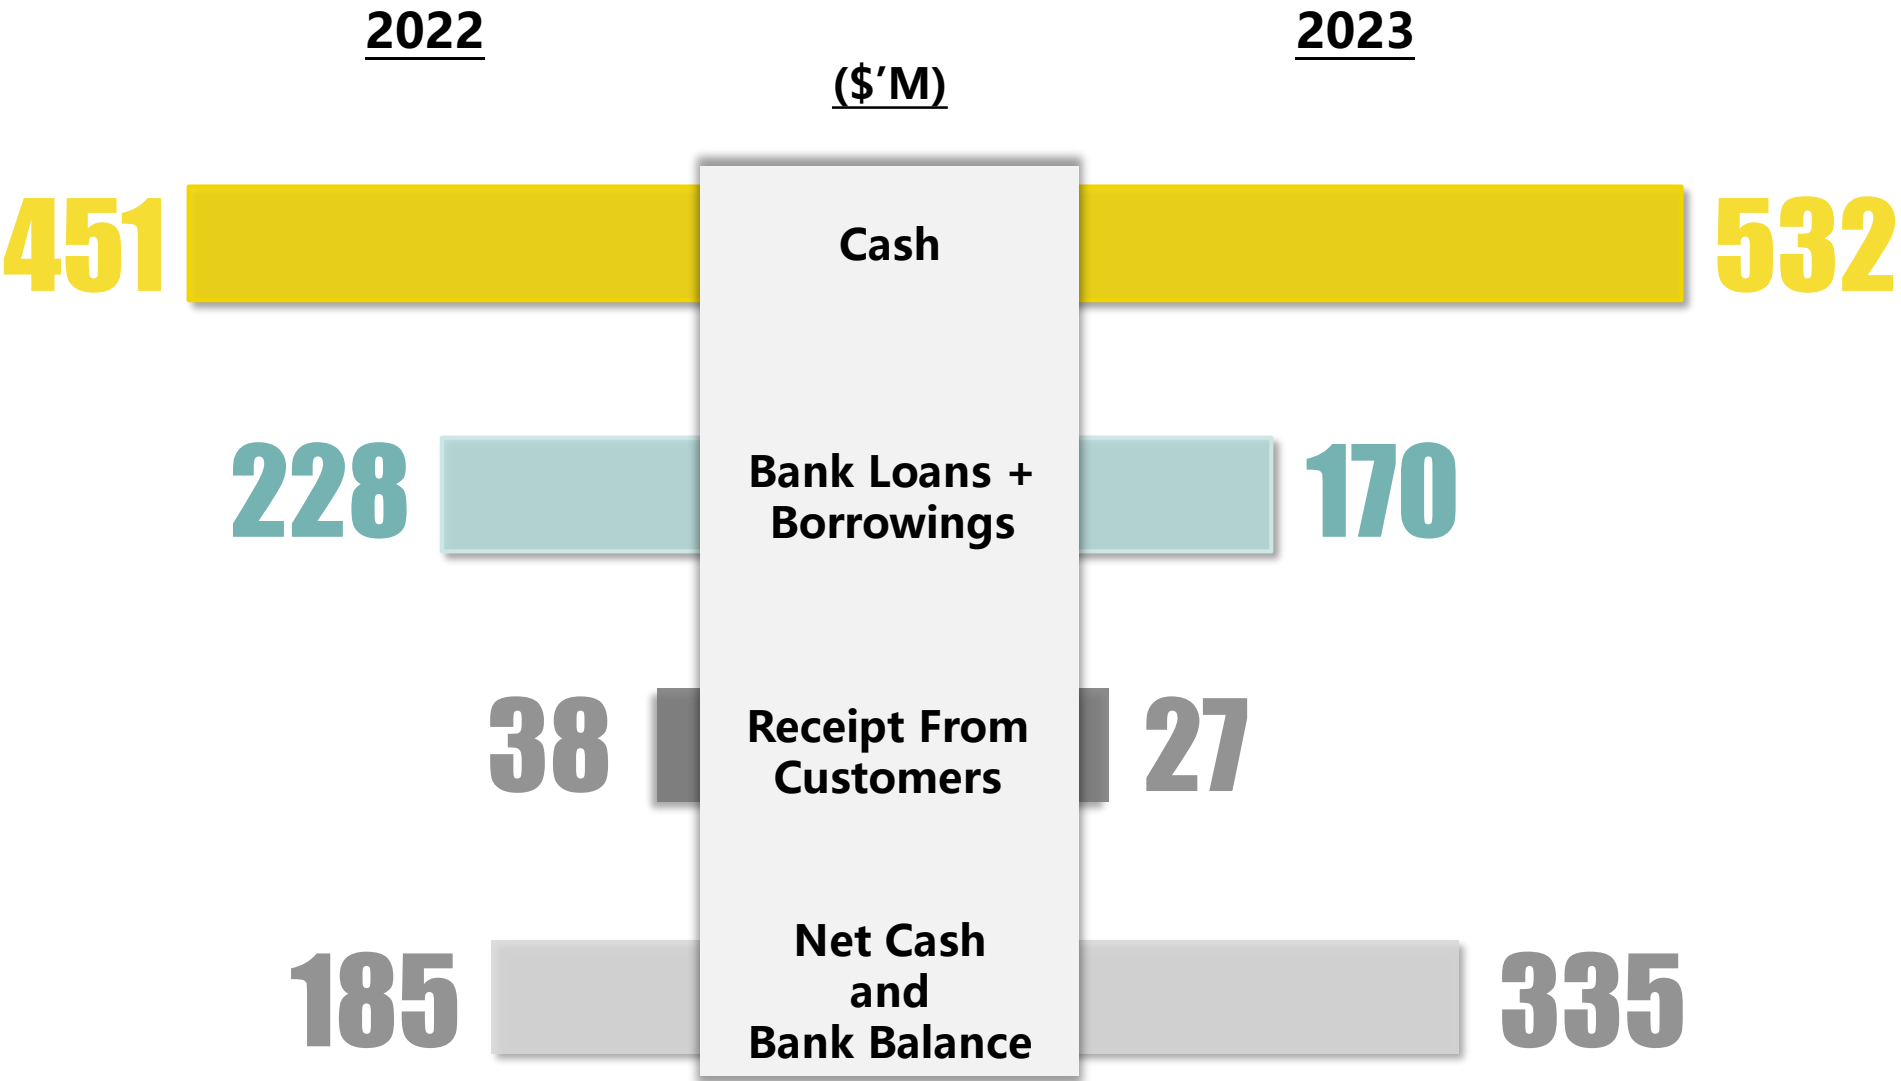 2022
2023
($’M)
451
Cash
532
228
Bank Loans +
Borrowings
170
38
Receipt From
Customers
27
185
Net Cash
and
Bank Balance
335